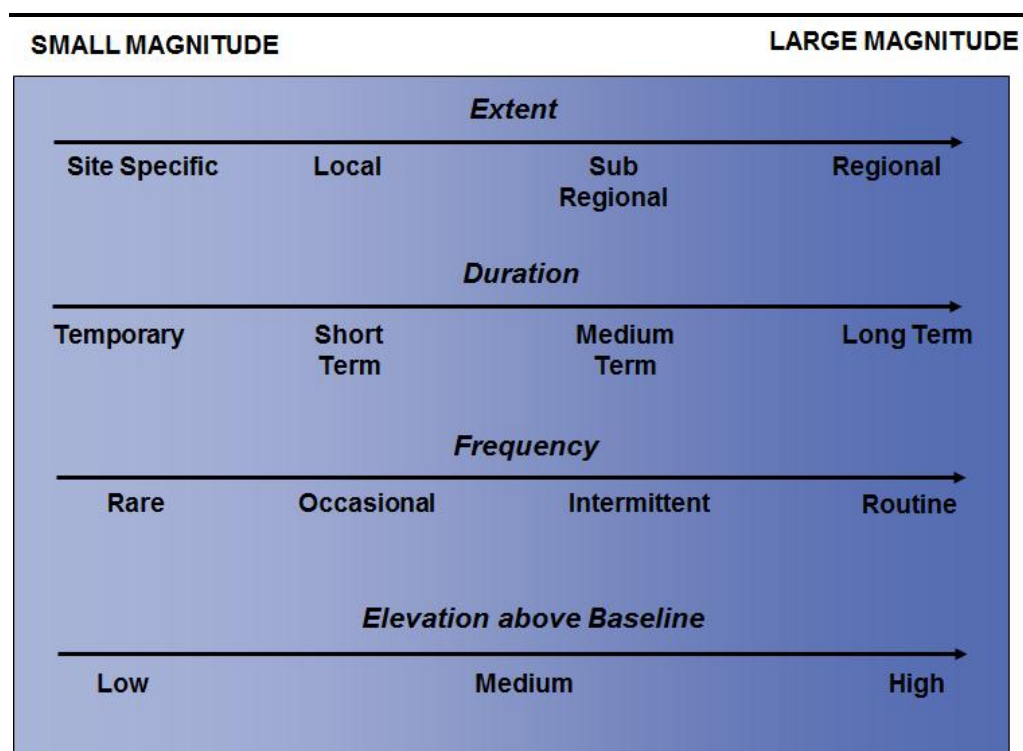 SMALL MAGNITUDE LARGE MAGNITUDE
Extent
Site Specific Local Sub Regional
Regional
Duration
Temporary Short Medium Long Term
Term Term
Frequency
Rare Occasional Intermittent Routine
Elevation above Baseline
Low Medium High